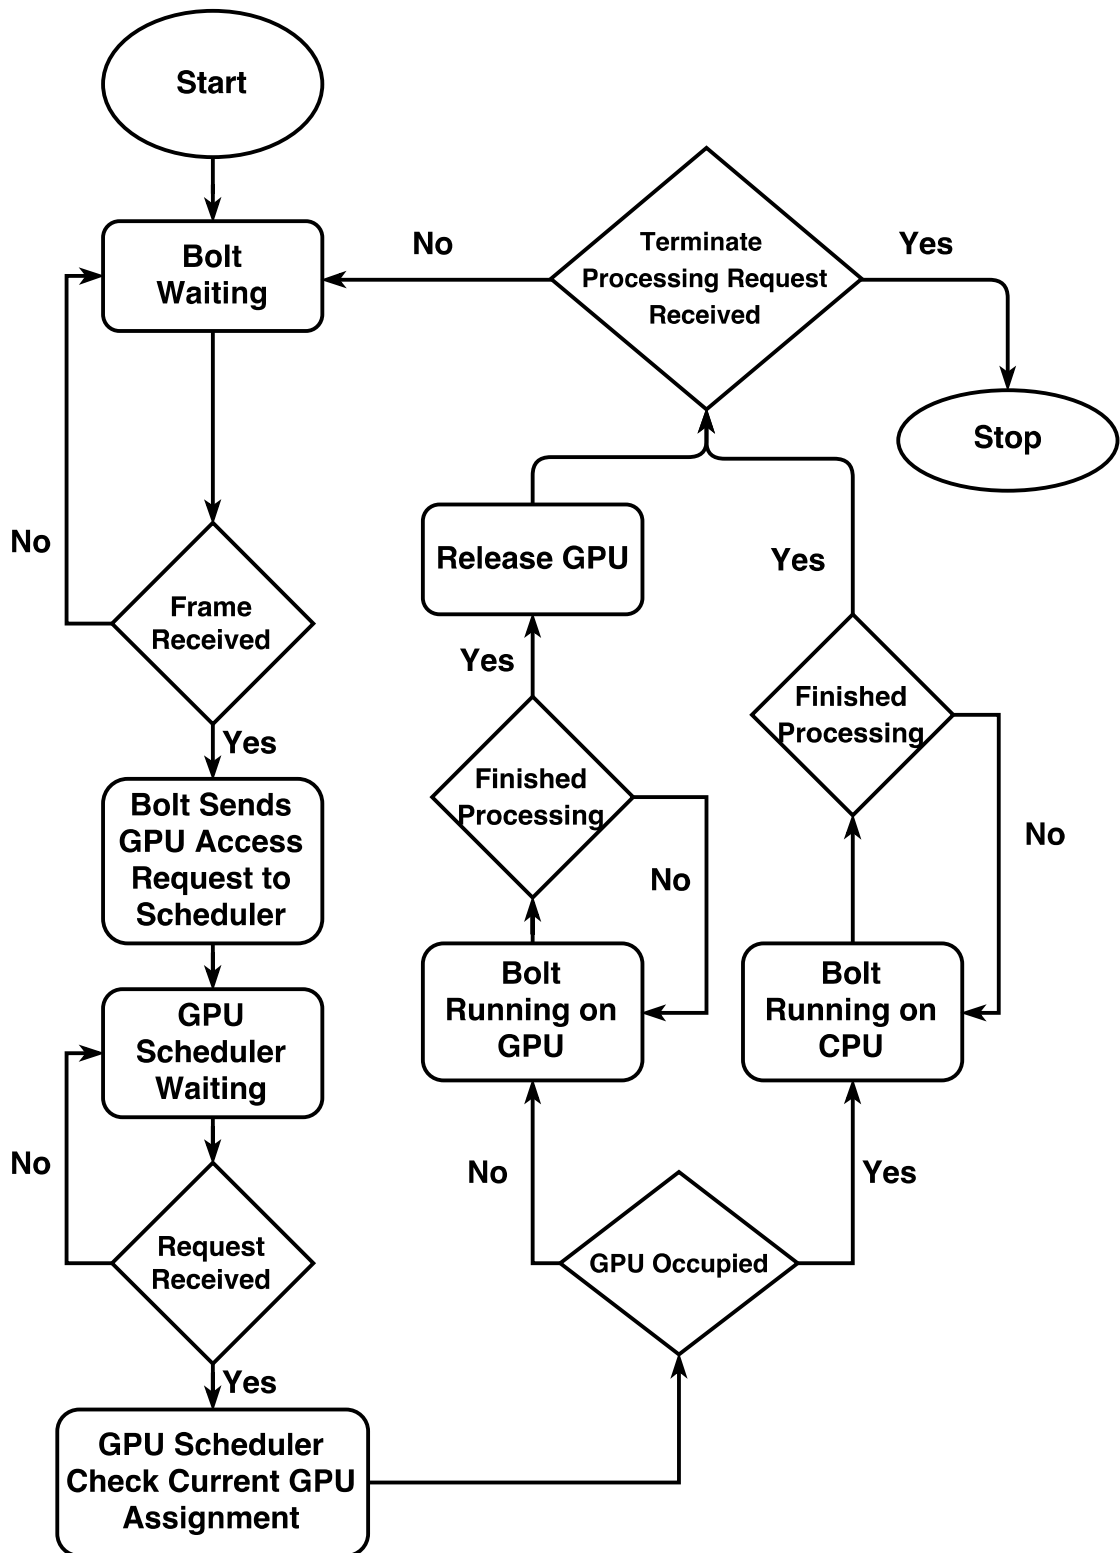 Start
Bolt
Waiting
No
Terminate
Processing Request
Received
Yes
Stop
No
Frame
Received
Yes
Bolt Sends
GPU Access
Request to
Scheduler
GPU
Scheduler
Waiting
No
Request
Received
Yes
GPU Scheduler
Check Current GPU
Assignment
GPU Occupied
No
Yes
Bolt
Running on
GPU
Finished
Processing
No
Yes
Release GPU
Bolt
Running on
CPU
Finished
Processing
No
Yes